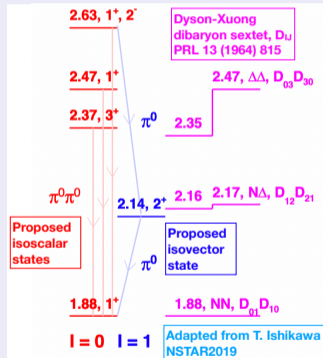 2.63, 1⁺, 2⁻
Dyson-Xuong
dibaryon sextet, D_IJ
PRL 13 (1964) 815
2.47, 1⁺
2.47, ΔΔ, D₀₃D₃₀
2.37, 3⁺
π⁰
2.35
π⁰π⁰
2.14, 2⁺
2.16
2.17, NΔ, D₁₂D₂₁
Proposed
isoscalar
states
Proposed
isovector
state
π⁰
1.88, 1⁺
1.88, NN, D₀₁D₁₀
I = 0
I = 1
Adapted from T. Ishikawa
NSTAR2019